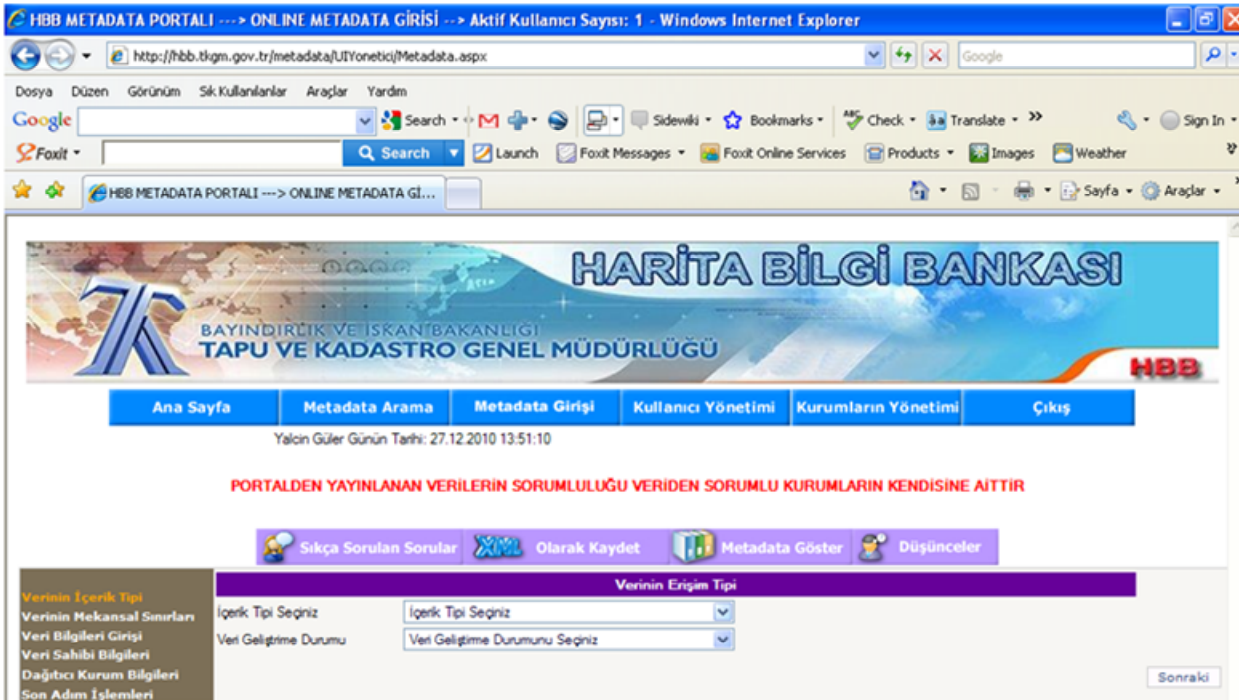 HBB METADATA PORTALI ---> ONLINE METADATA GİRİSİ --> Aktif Kullanıcı Sayısı: 1 - Windows Internet Explorer
http://hbb.tkgm.gov.tr/metadata/UIYonetici/Metadata.aspx
Google
Dosya Düzen Görünüm Sık Kullanılanlar Araçlar Yardım
Google Search Sidewiki Bookmarks Check Translate Sign In
Foxit Search Launch Foxit Messages Foxit Online Services Products Images Weather
HBB METADATA PORTALI ---> ONLINE METADATA Gİ... Sayfa Araçlar
HARİTA BİLGİ BANKASI
BAYINDIRLIK VE İSKAN BAKANLIĞI
TAPU VE KADASTRO GENEL MÜDÜRLÜĞÜ
HBB
Ana Sayfa Metadata Arama Metadata Girişi Kullanıcı Yönetimi Kurumların Yönetimi Çıkış
Yalcin Güler Günün Tarihi: 27.12.2010 13:51:10
PORTALDEN YAYINLANAN VERİLERİN SORUMLULUĞU VERİDEN SORUMLU KURUMLARIN KENDİSİNE AİTTİR
Sıkça Sorulan Sorular XML Olarak Kaydet Metadata Göster Düşünceler
Verinin Erişim Tipi
Verinin İçerik Tipi
Verinin Mekansal Sınırları
Veri Bilgileri Girişi
Veri Sahibi Bilgileri
Dağıtıcı Kurum Bilgileri
Son Adım İşlemleri
İçerik Tipi Seçiniz İçerik Tipi Seçiniz
Veri Geliştirme Durumu Veri Geliştirme Durumunu Seçiniz
Sonraki